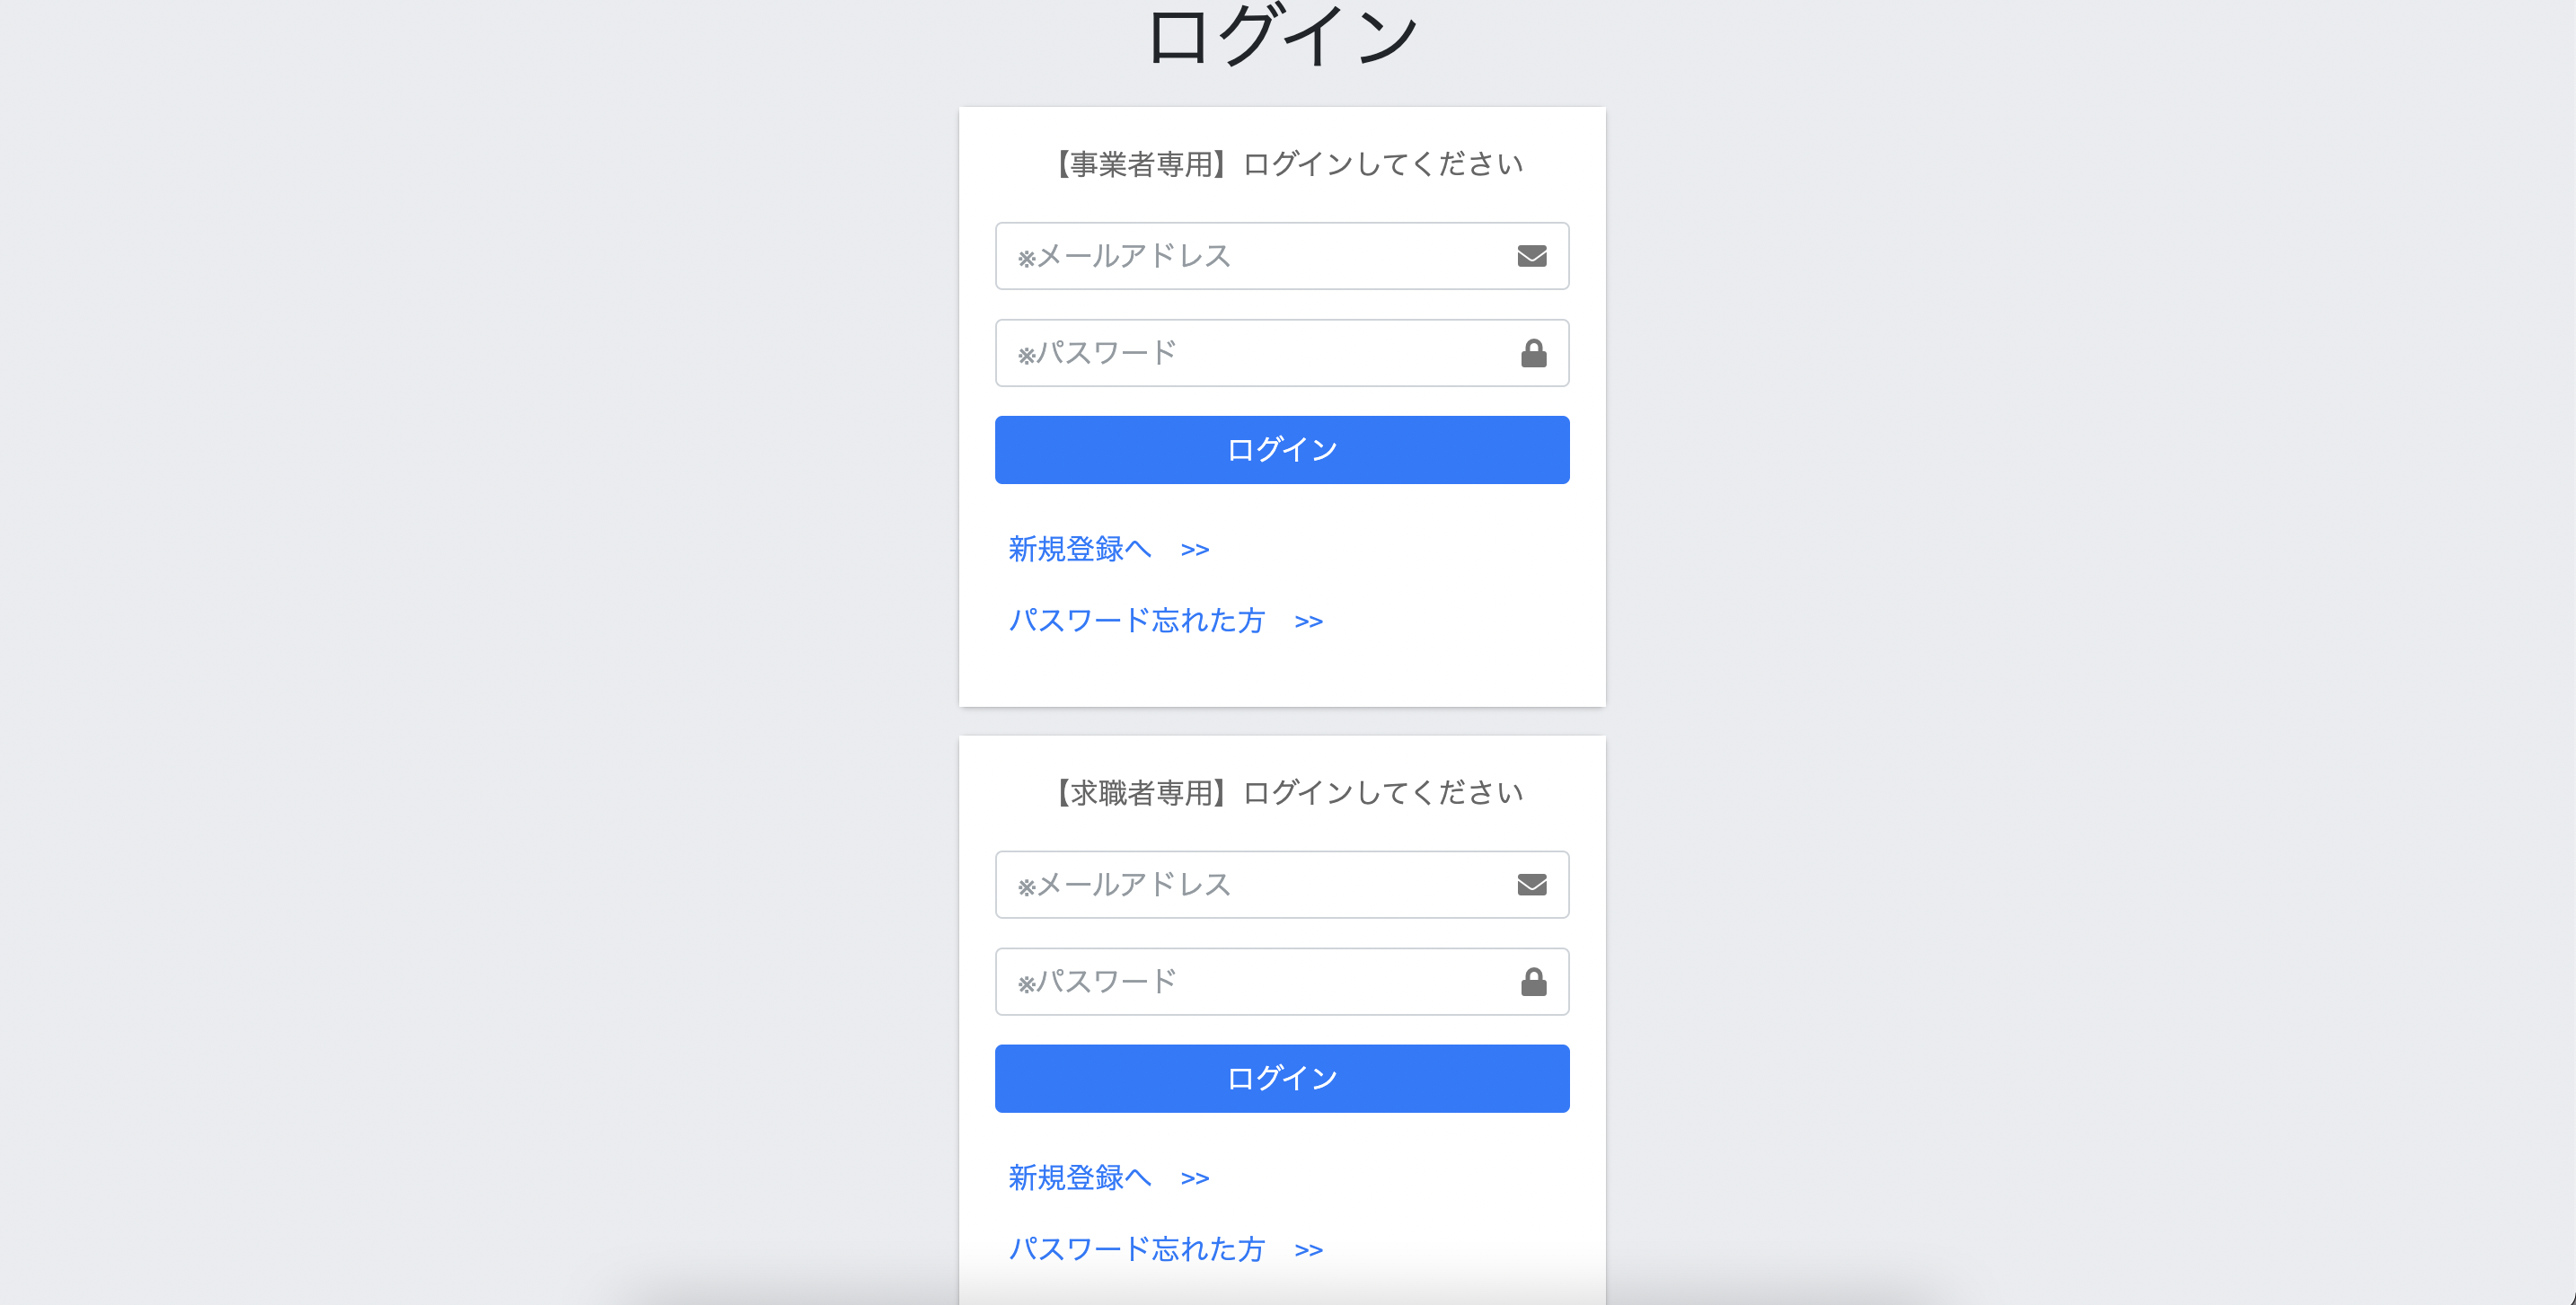 ログイン
【事業者専用】ログインしてください
※メールアドレス
※パスワード
ログイン
新規登録へ　>>
パスワード忘れた方　>>
【求職者専用】ログインしてください
※メールアドレス
※パスワード
ログイン
新規登録へ　>>
パスワード忘れた方　>>